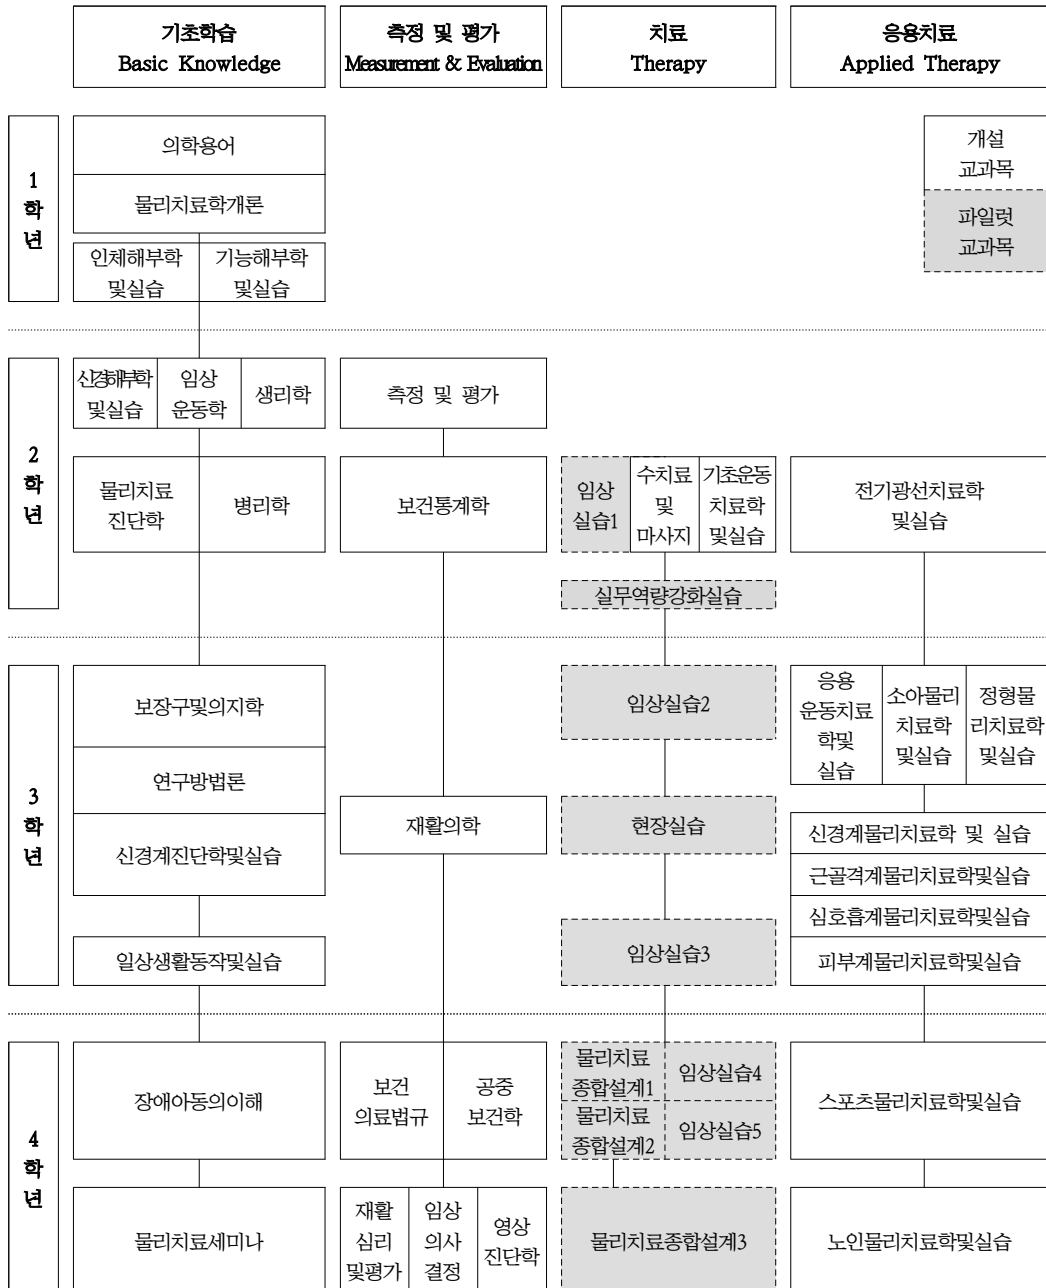 기초학습
Basic Knowledge
측정 및 평가
Measurement & Evaluation
치료
Therapy
응용치료
Applied Therapy
1
학
년
의학용어
물리치료학개론
인체해부학
및실습
기능해부학
및실습
개설
교과목
파일럿
교과목
2
학
년
신경해부학
및실습
임상
운동학
생리학
측정 및 평가
물리치료
진단학
병리학
보건통계학
임상
실습1
수치료
및
마사지
기초운동
치료학
및실습
전기광선치료학
및실습
실무역량강화실습
3
학
년
보장구및의지학
연구방법론
신경계진단학및실습
일상생활동작및실습
재활의학
임상실습2
현장실습
임상실습3
응용
운동치료
학및
실습
소아물리
치료학
및실습
정형물
리치료학
및실습
신경계물리치료학 및 실습
근골격계물리치료학및실습
심호흡계물리치료학및실습
피부계물리치료학및실습
4
학
년
장애아동의이해
보건
의료법규
공중
보건학
물리치료
종합설계1
임상실습4
물리치료
종합설계2
임상실습5
스포츠물리치료학및실습
물리치료세미나
재활
심리
및평가
임상
의사
결정
영상
진단학
물리치료종합설계3
노인물리치료학및실습